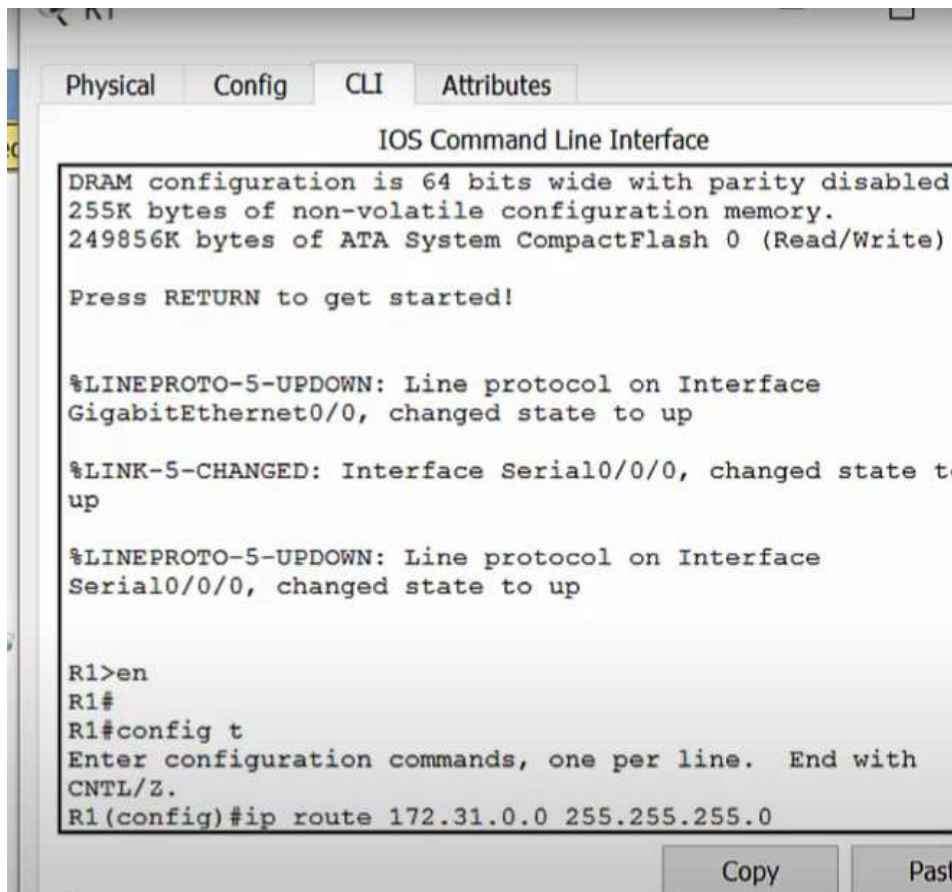 R1
Physical Config CLI Attributes
IOS Command Line Interface
DRAM configuration is 64 bits wide with parity disabled
255K bytes of non-volatile configuration memory.
249856K bytes of ATA System CompactFlash 0 (Read/Write)
Press RETURN to get started!
%LINEPROTO-5-UPDOWN: Line protocol on Interface
GigabitEthernet0/0, changed state to up
%LINK-5-CHANGED: Interface Serial0/0/0, changed state to
up
%LINEPROTO-5-UPDOWN: Line protocol on Interface
Serial0/0/0, changed state to up
R1>en
R1#
R1#config t
Enter configuration commands, one per line.  End with
CNTL/Z.
R1(config)#ip route 172.31.0.0 255.255.255.0
Copy Past